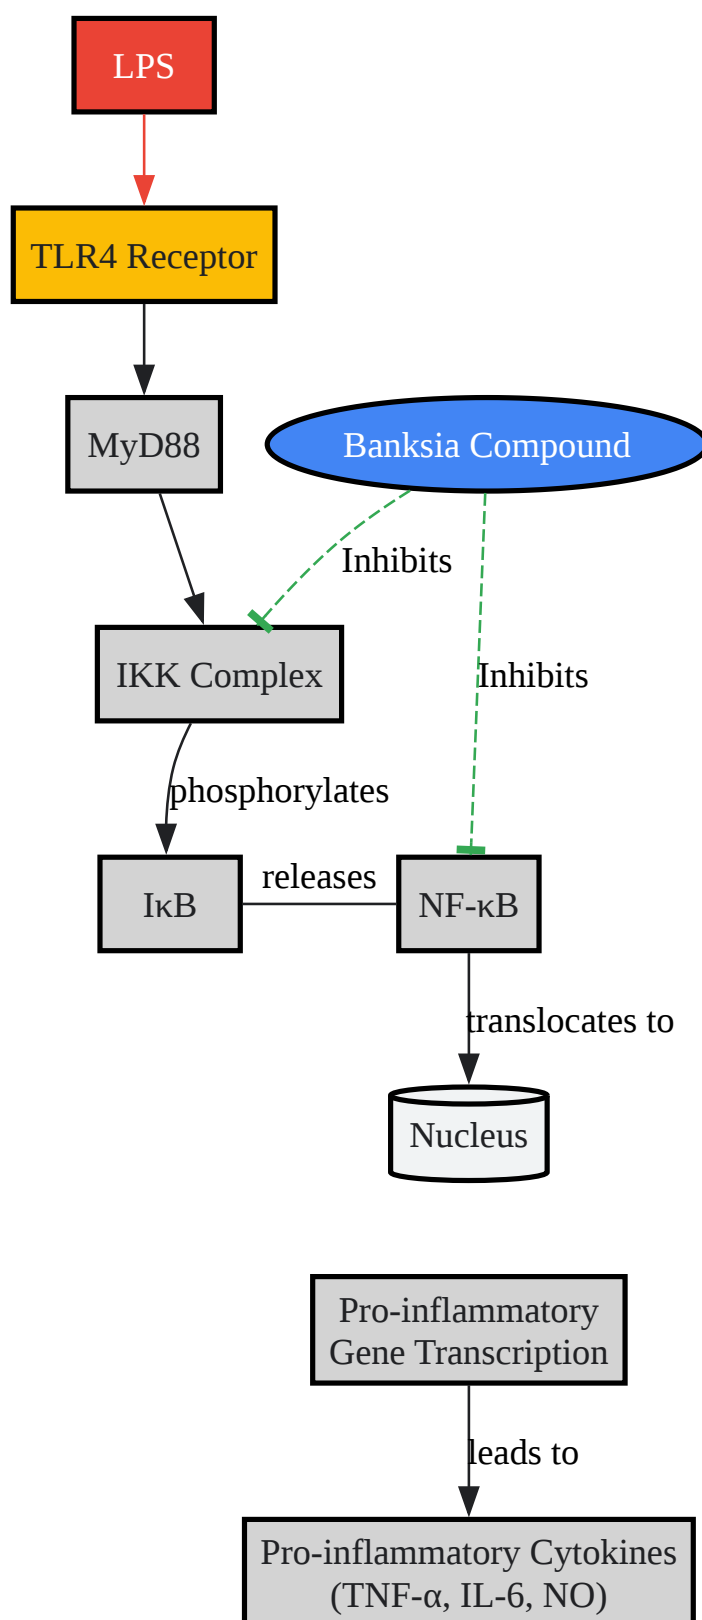 LPS
TLR4 Receptor
MyD88
Banksia Compound
Inhibits
IKK Complex
Inhibits
phosphorylates
releases
IκB
NF-κB
translocates to
Nucleus
Pro-inflammatory
Gene Transcription
leads to
Pro-inflammatory Cytokines
(TNF-α, IL-6, NO)